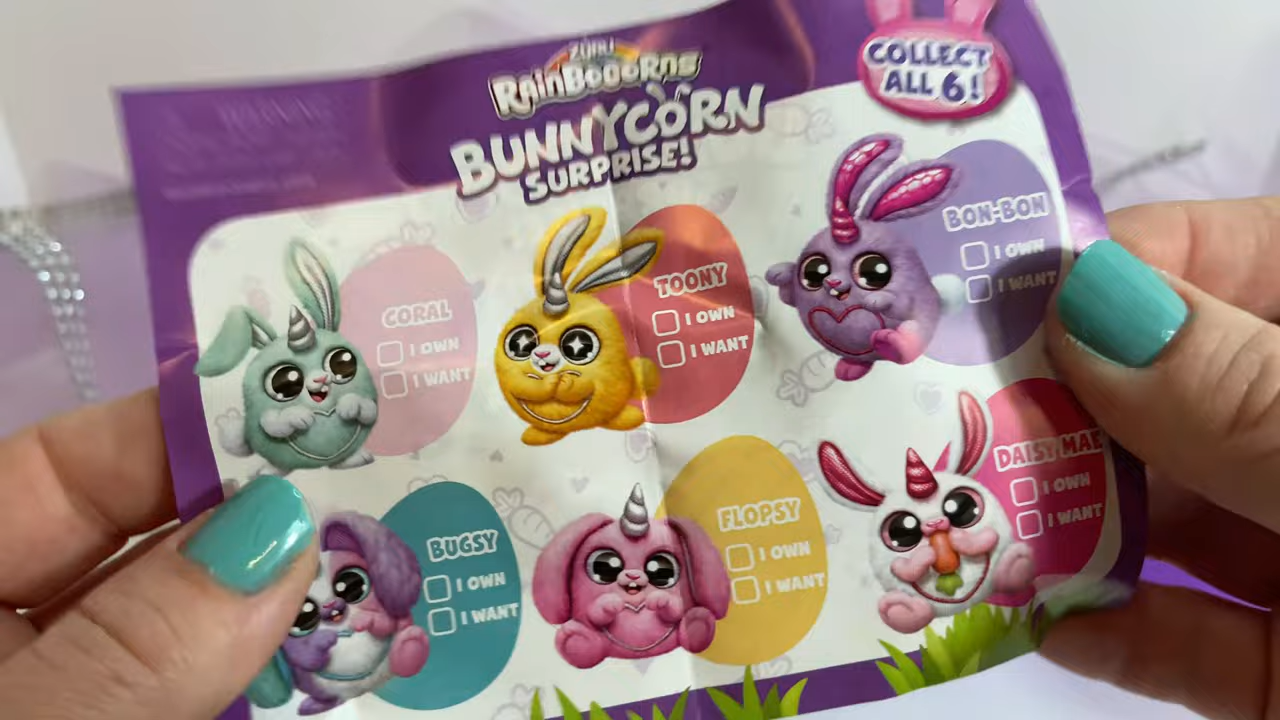 ZURU
RainBocorns
BUNNYCORN
SURPRISE!
COLLECT
ALL 6!
CORAL
I OWN
I WANT
TOONY
I OWN
I WANT
BON-BON
I OWN
I WANT
BUGSY
I OWN
I WANT
FLOPSY
I OWN
I WANT
DAISY MAE
I OWN
I WANT